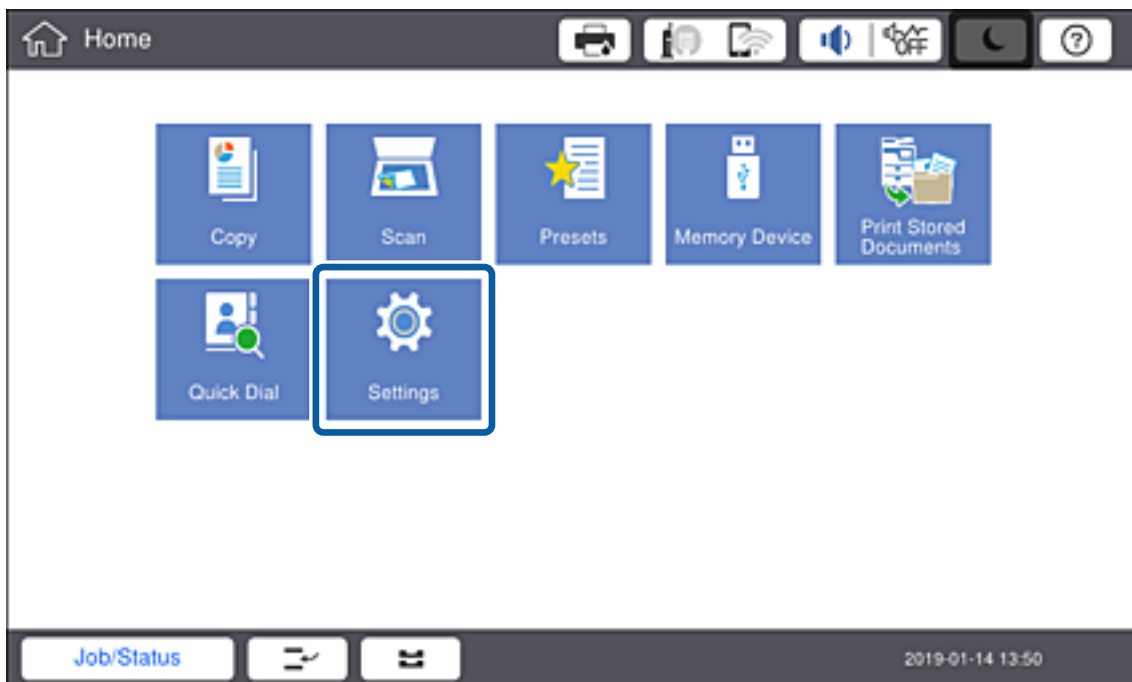 Home
OFF
Copy
Scan
Presets
Memory Device
Print Stored
Documents
Quick Dial
Settings
Job/Status
2019-01-14 13:50